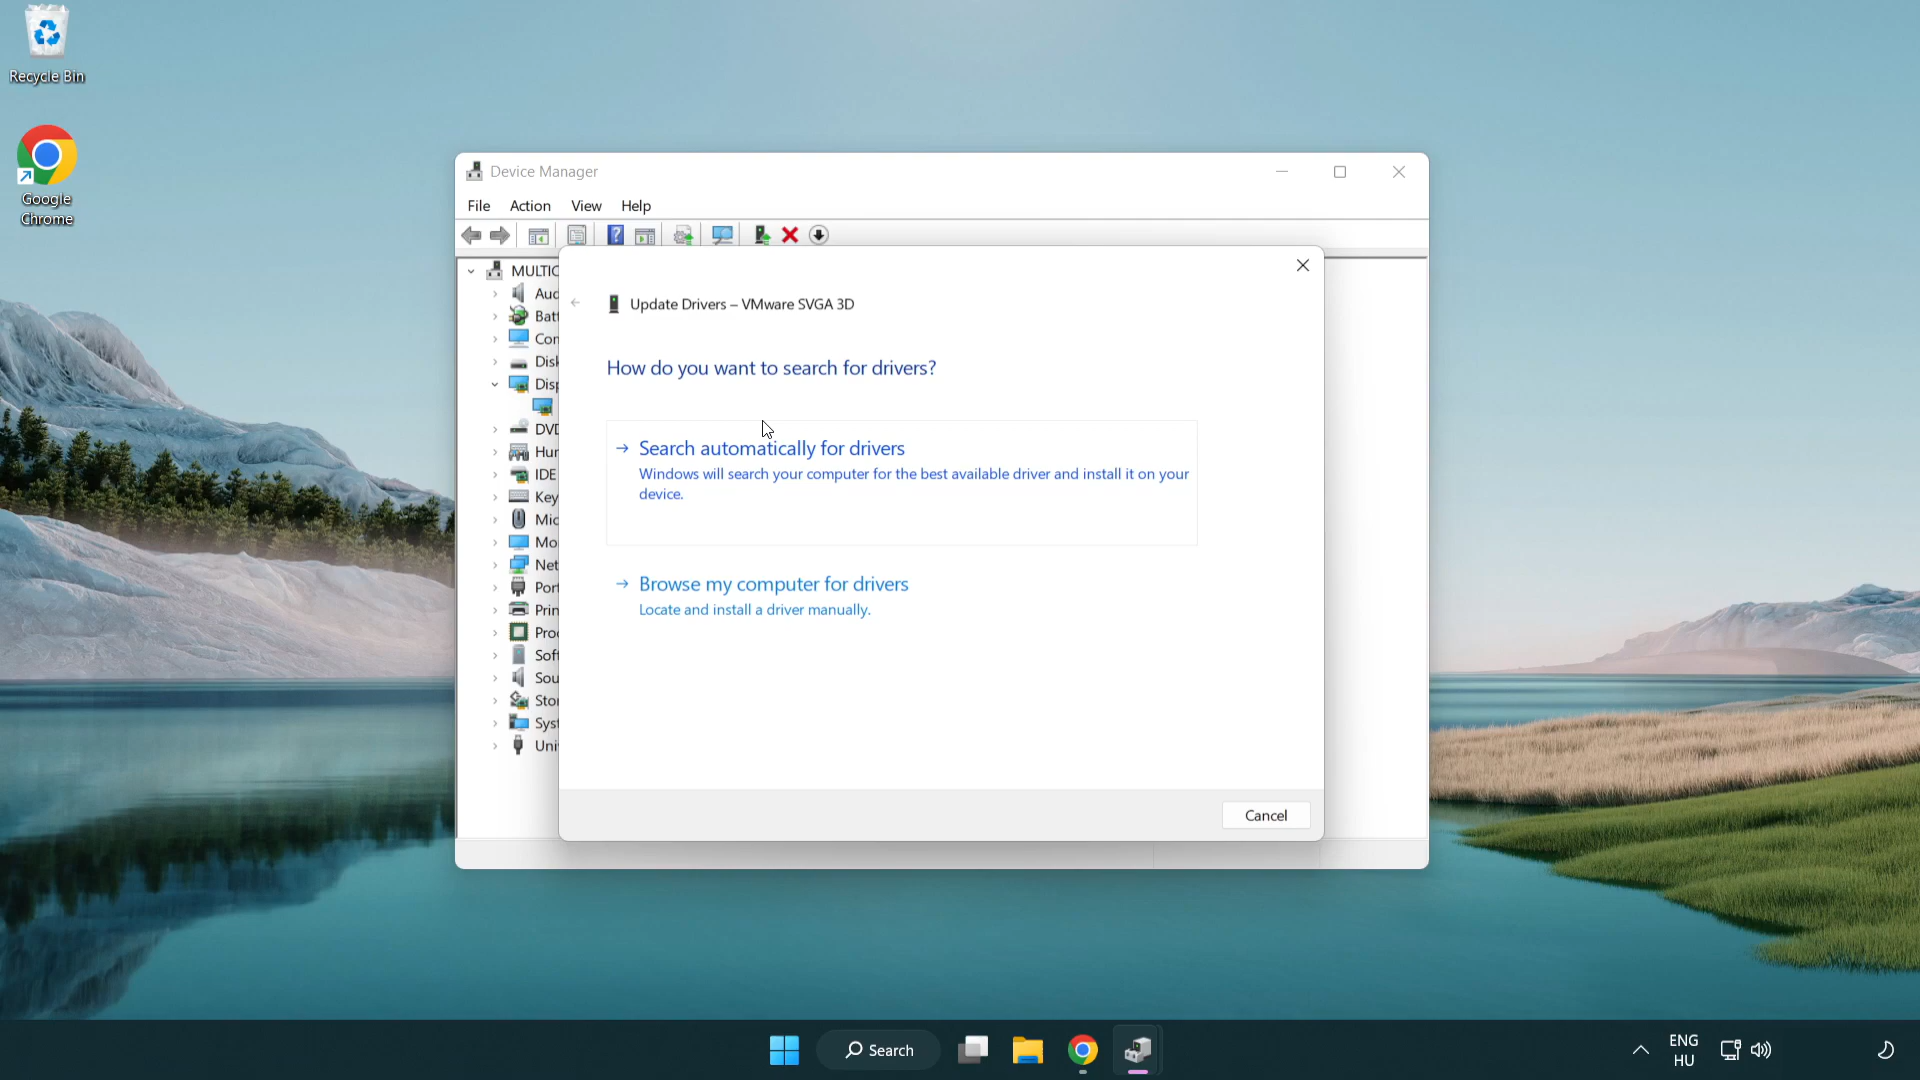 Recycle Bin
Google
Chrome
Device Manager
File Action View Help
Update Drivers – VMware SVGA 3D
How do you want to search for drivers?
Search automatically for drivers
Windows will search your computer for the best available driver and install it on your
device.
Browse my computer for drivers
Locate and install a driver manually.
Cancel
MULTIC
Aud
Batt
Con
Disk
Disp
DVD
Hur
IDE
Key
Mic
Mo
Net
Port
Prin
Proc
Soft
Sou
Stor
Syst
Uni
Search
ENG
HU